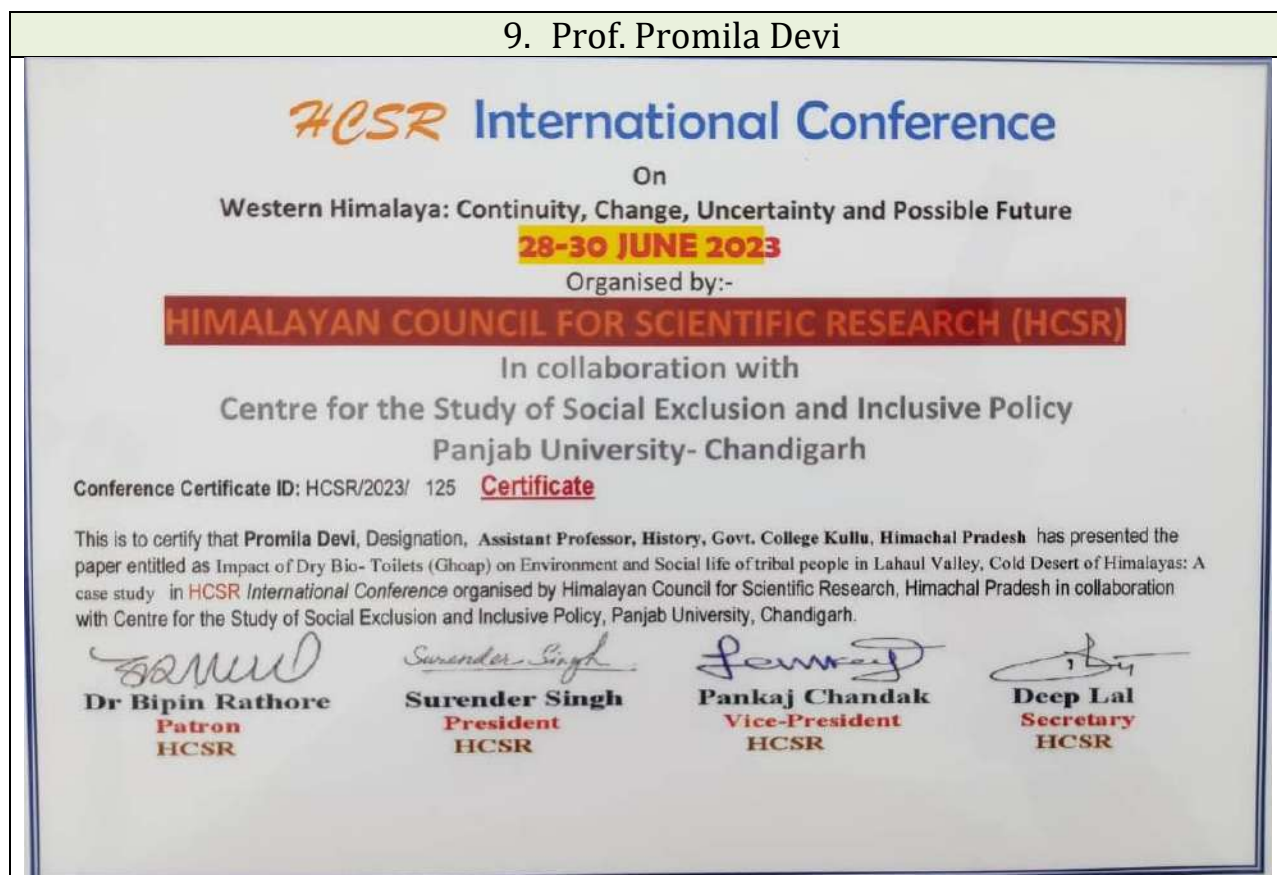 9. Prof. Promila Devi
HCSR International Conference
On
Western Himalaya: Continuity, Change, Uncertainty and Possible Future
28-30 JUNE 2023
Organised by:-
HIMALAYAN COUNCIL FOR SCIENTIFIC RESEARCH (HCSR)
In collaboration with
Centre for the Study of Social Exclusion and Inclusive Policy
Panjab University- Chandigarh
Conference Certificate ID: HCSR/2023/ 125 Certificate
This is to certify that Promila Devi, Designation, Assistant Professor, History, Govt. College Kullu, Himachal Pradesh has presented the
paper entitled as Impact of Dry Bio- Toilets (Ghoap) on Environment and Social life of tribal people in Lahaul Valley, Cold Desert of Himalayas: A
case study in HCSR International Conference organised by Himalayan Council for Scientific Research, Himachal Pradesh in collaboration
with Centre for the Study of Social Exclusion and Inclusive Policy, Panjab University, Chandigarh.
Surender Singh
Dr Bipin Rathore Surender Singh Pankaj Chandak Deep Lal
Patron President Vice-President Secretary
HCSR HCSR HCSR HCSR